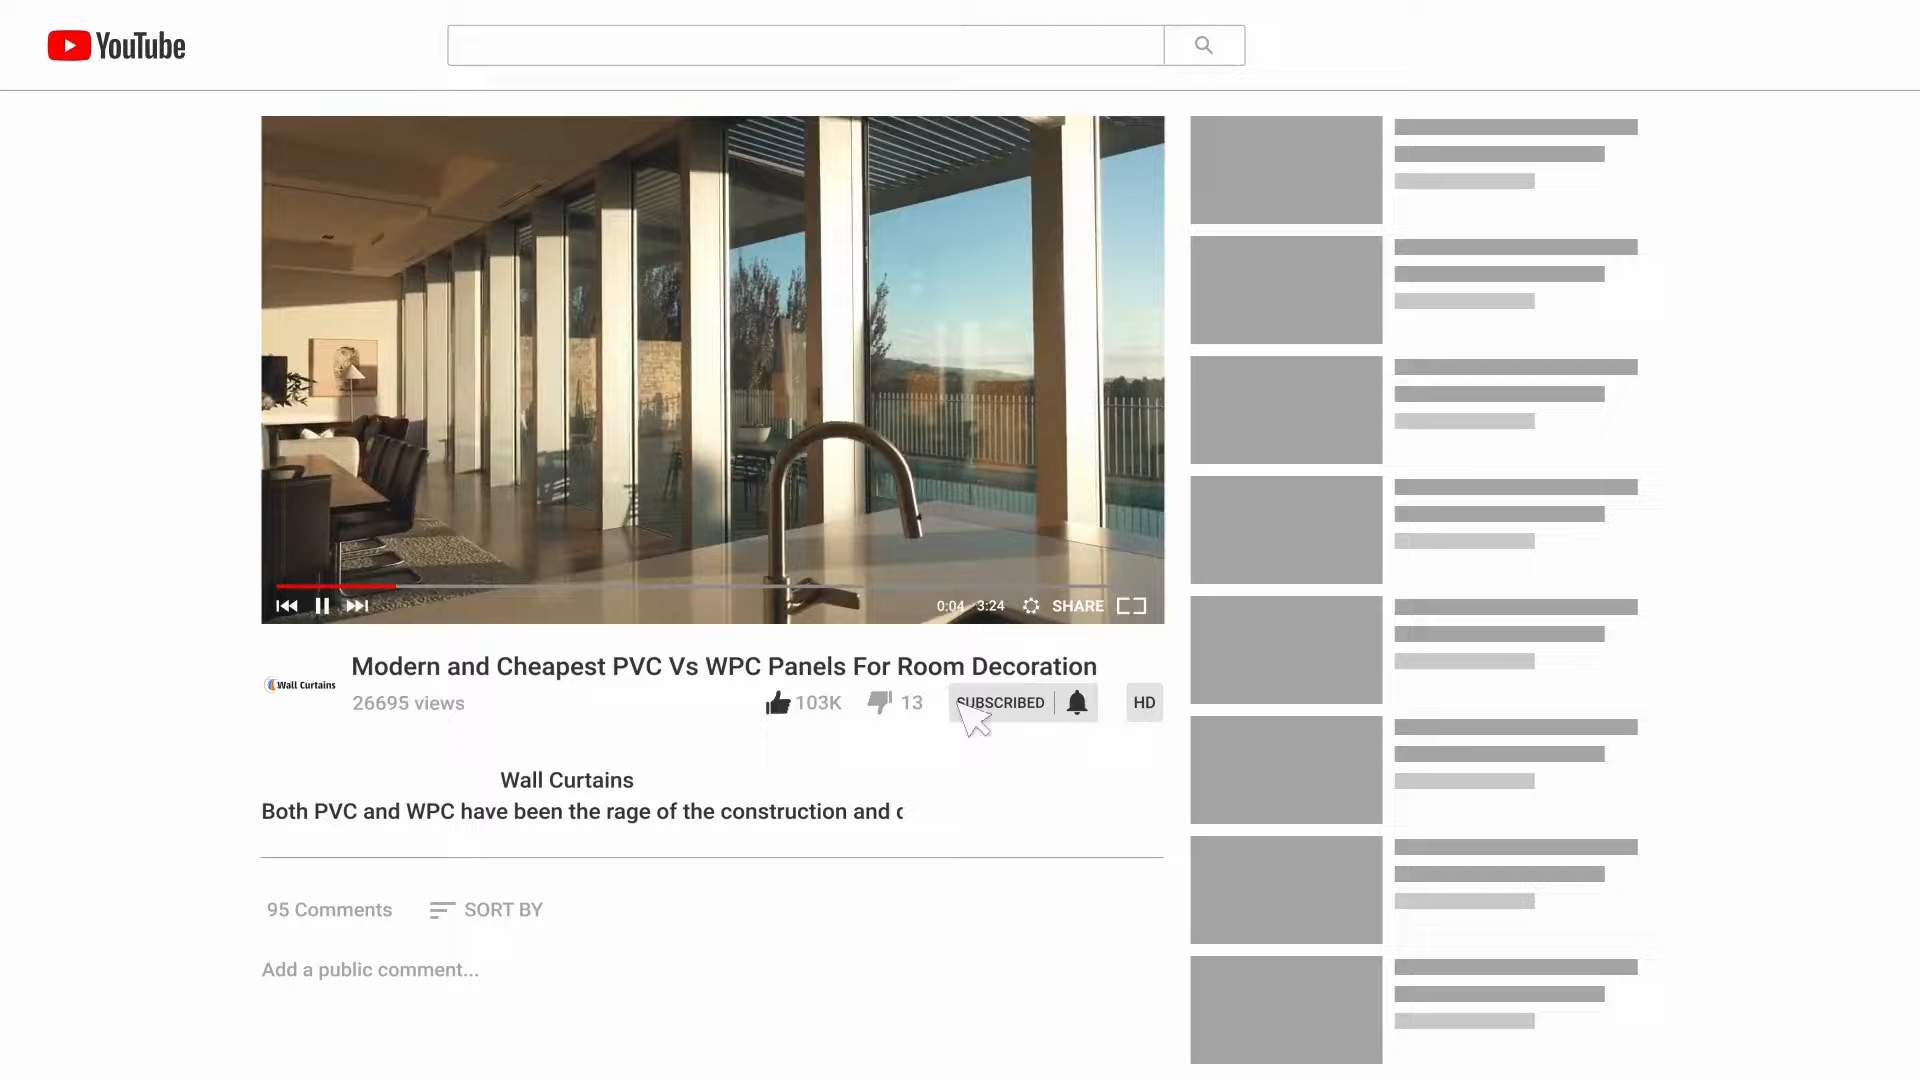 YouTube
0:04 3:24 SHARE
Modern and Cheapest PVC Vs WPC Panels For Room Decoration
Wall Curtains
26695 views 103K 13 SUBSCRIBED HD
Wall Curtains
Both PVC and WPC have been the rage of the construction and
95 Comments SORT BY
Add a public comment...